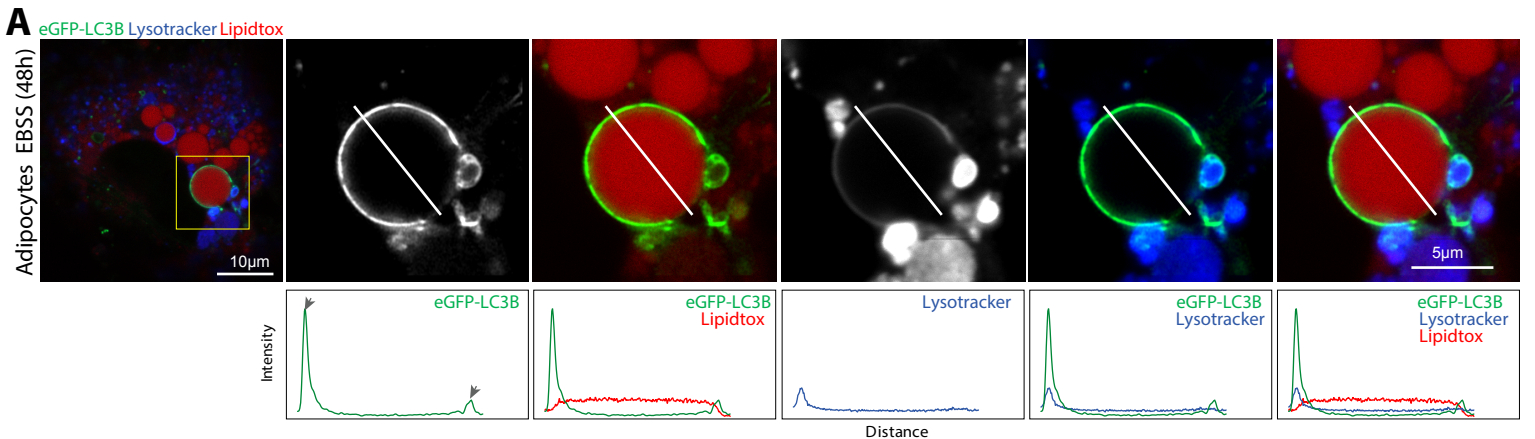 A
eGFP-LC3B Lysotracker Lipidtox
Adipocytes EBSS (48h)
10µm
5µm
Intensity
eGFP-LC3B
eGFP-LC3B
Lipidtox
Lysotracker
eGFP-LC3B
Lysotracker
eGFP-LC3B
Lysotracker
Lipidtox
Distance